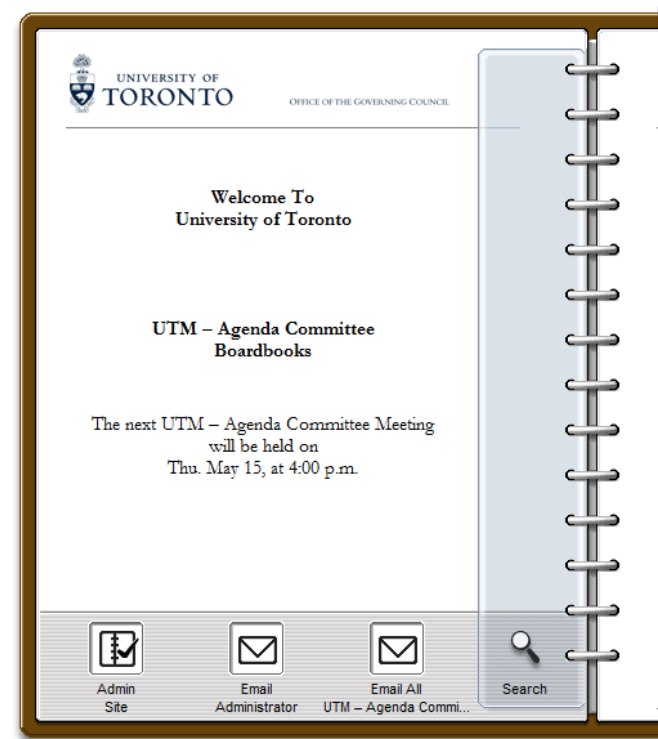 UNIVERSITY OF
TORONTO
OFFICE OF THE GOVERNING COUNCIL
Welcome To
University of Toronto
UTM – Agenda Committee
Boardbooks
The next UTM – Agenda Committee Meeting
will be held on
Thu. May 15, at 4:00 p.m.
Admin
Site
Email
Administrator
Email All
UTM – Agenda Commi...
Search